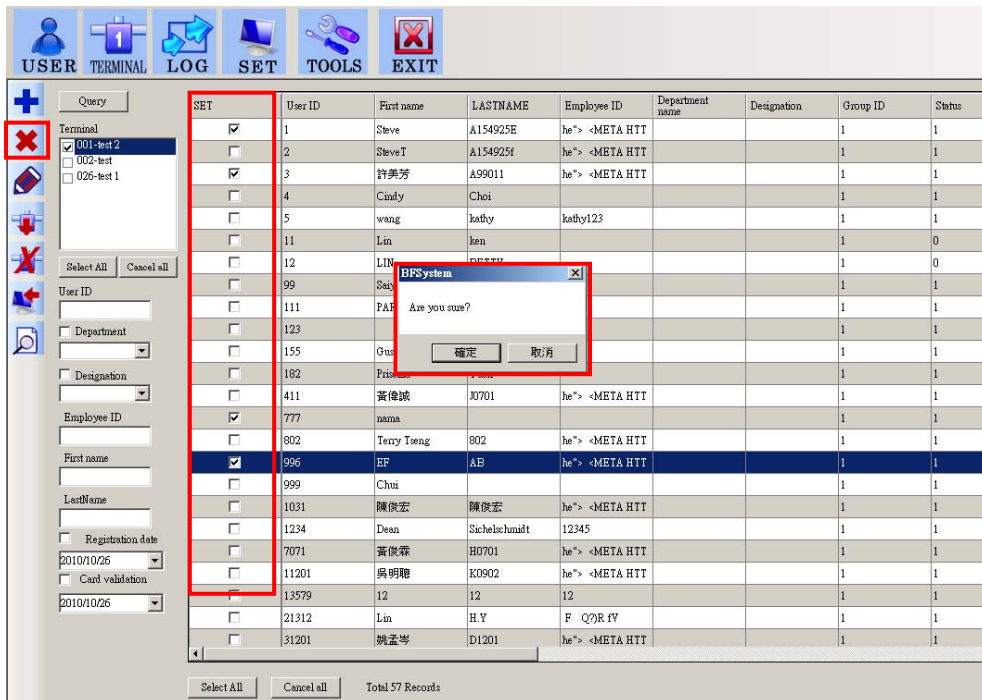 USER TERMINAL LOG SET TOOLS EXIT
1
Query
Terminal
001-test 2
002-test
026-test 1
Select All Cancel all
User ID
Department
Designation
Employee ID
First name
LastName
Registration date
2010/10/26
Card validation
2010/10/26
SET User ID First name LASTNAME Employee ID Department name Designation Group ID Status
1 Steve A154925E he"> <META HTT 1 1
2 SteveT A154925f he"> <META HTT 1 1
3 許美芳 A99011 he"> <META HTT 1 1
4 Cindy Choi 1 1
5 wang kathy kathy123 1 1
11 Lin ken 1 0
12 LIN 1 0
99 1 1
111 1 1
123 1 1
155 1 1
182 1 1
411 黃偉誠 J0701 he"> <META HTT 1 1
777 nama 1 1
802 Terry Tseng 802 he"> <META HTT 1 1
996 EF AB he"> <META HTT 1 1
999 Chui 1 1
1031 陳俊宏 陳俊宏 he"> <META HTT 1 1
1234 Dean Sichelschmidt 12345 1 1
7071 黃俊霖 H0701 he"> <META HTT 1 1
11201 吳明聰 K0902 he"> <META HTT 1 1
13579 12 12 12 1 1
21312 Lin H.Y F Q?)R fV 1 1
31201 姚孟岑 D1201 he"> <META HTT 1 1
BFSystem
Are you sure?
確定 取消
Select All Cancel all Total 57 Records